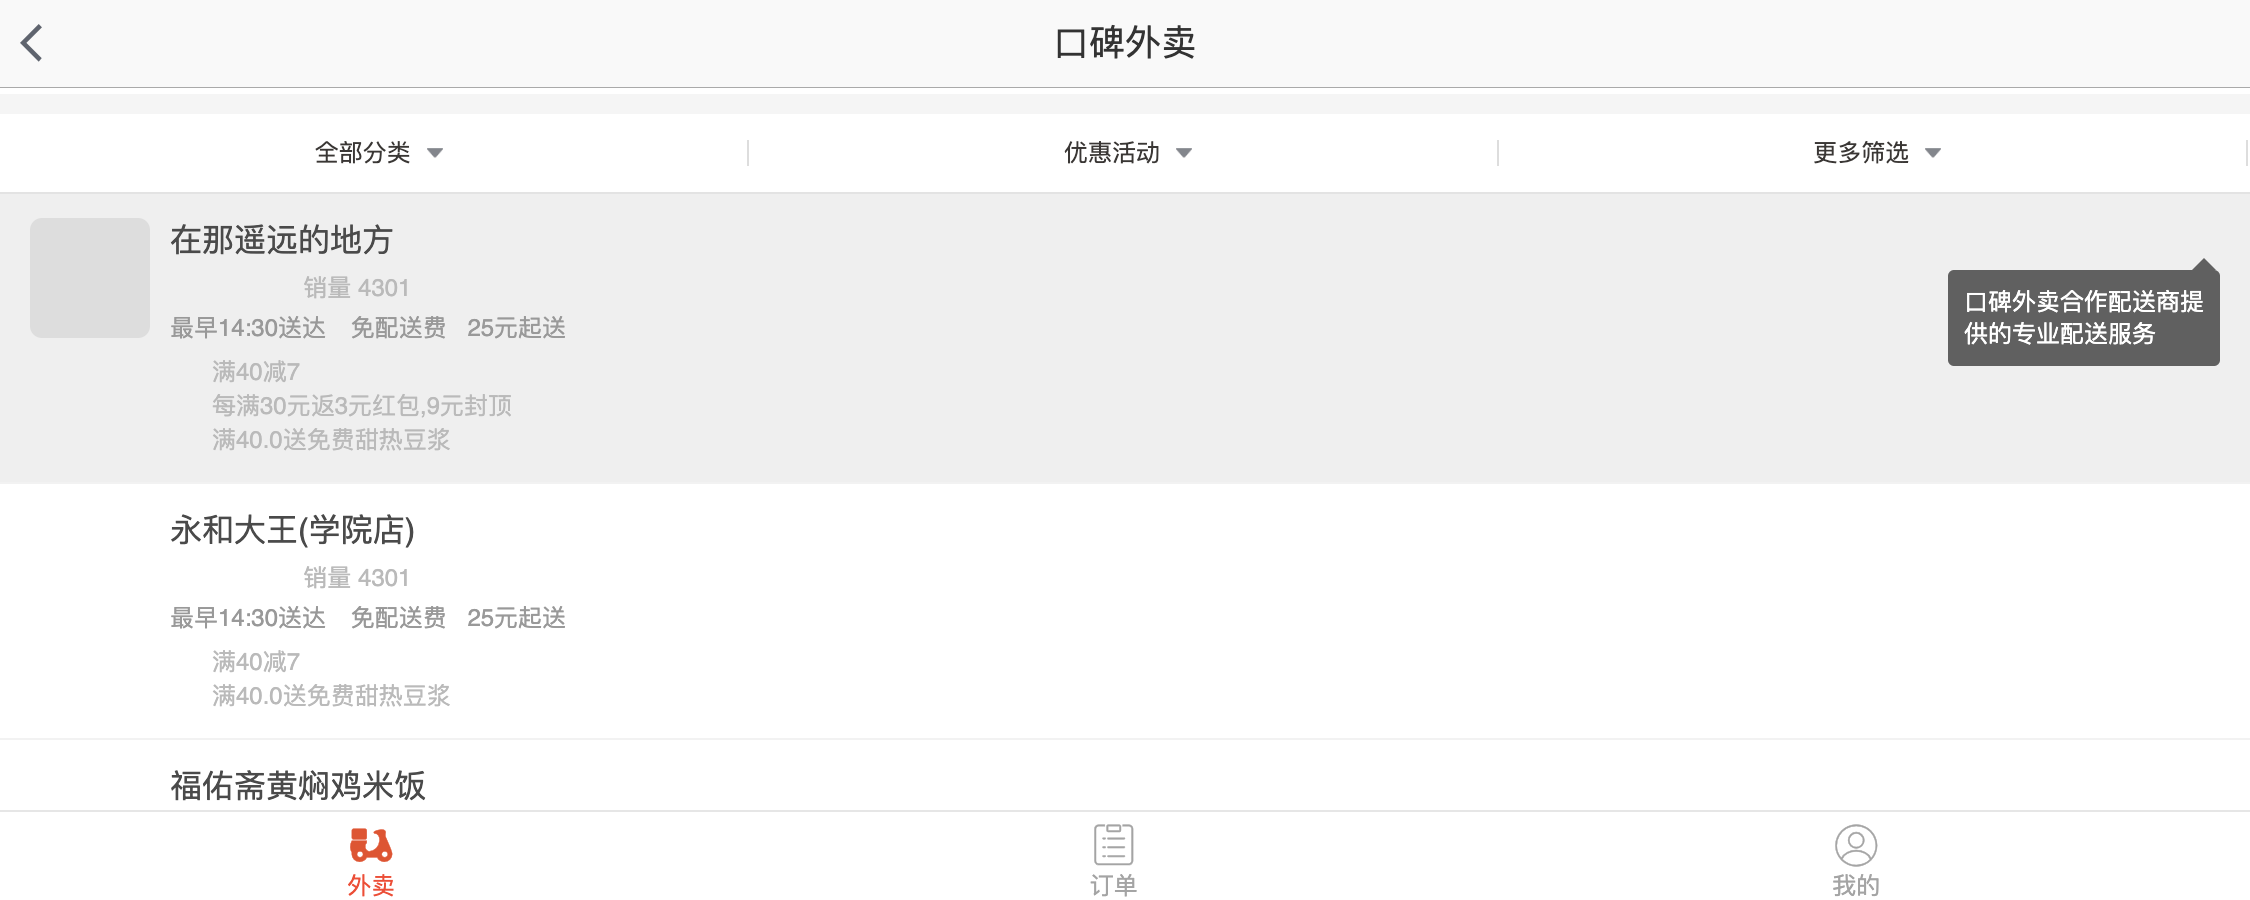 口碑外卖
全部分类
优惠活动
更多筛选
在那遥远的地方
销量 4301
最早14:30送达 免配送费 25元起送
满40减7
每满30元返3元红包,9元封顶
满40.0送免费甜热豆浆
口碑外卖合作配送商提
供的专业配送服务
永和大王(学院店)
销量 4301
最早14:30送达 免配送费 25元起送
满40减7
满40.0送免费甜热豆浆
福佑斋黄焖鸡米饭
外卖
订单
我的